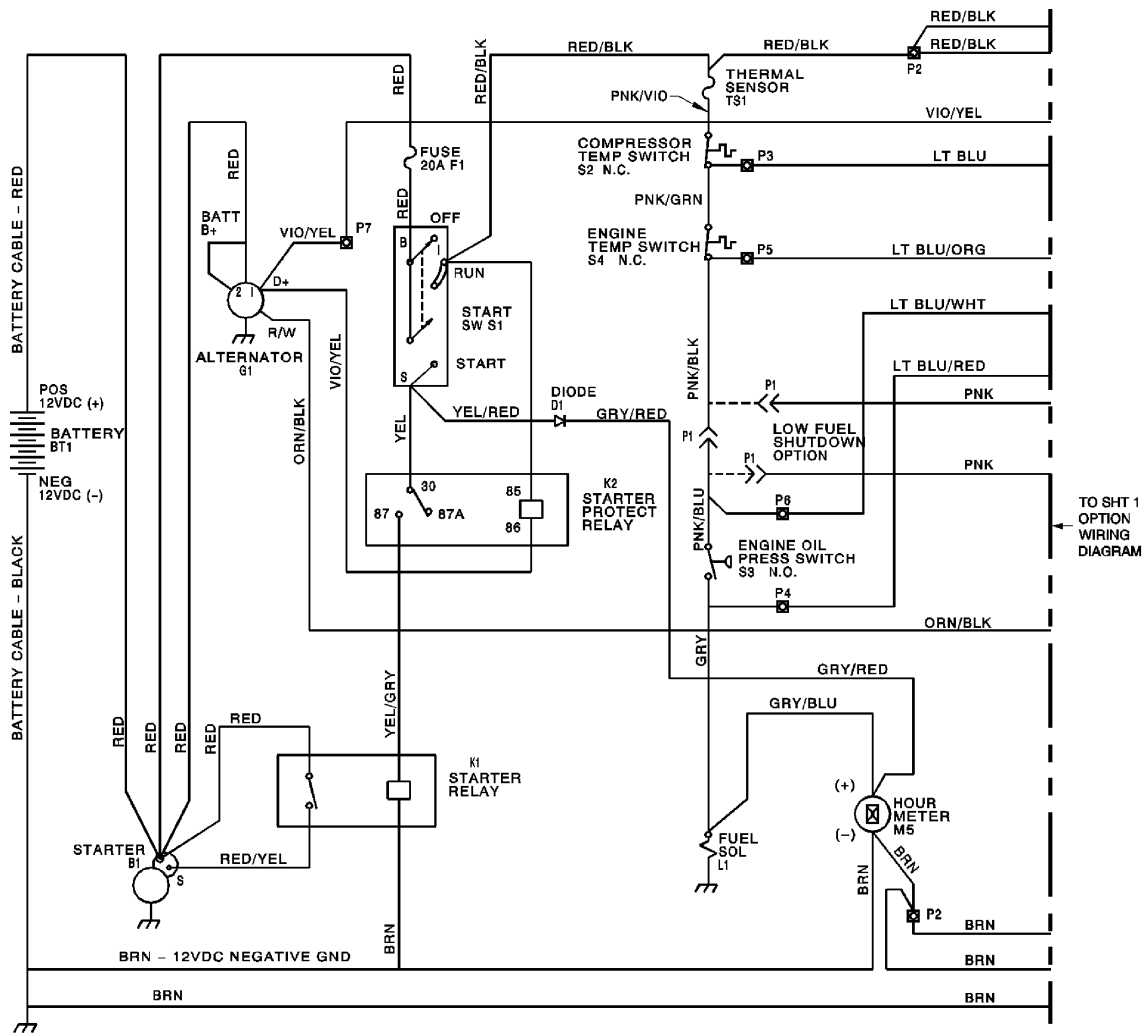 RED/BLK
RED/BLK
RED/BLK
RED/BLK
P2
RED
RED/BLK
THERMAL
SENSOR
TS1
PNK/VIO
VIO/YEL
COMPRESSOR
TEMP SWITCH
S2 N.C.
P3
LT BLU
FUSE
20A F1
RED
RED
BATTERY CABLE - RED
PNK/GRN
BATT
B+
VIO/YEL
P7
OFF
B
I
RUN
ENGINE
TEMP SWITCH
S4 N.C.
P5
LT BLU/ORG
2 I
D+
R/W
ALTERNATOR
G1
START
SW S1
START
S
LT BLU/WHT
VIO/YEL
PNK/BLK
LT BLU/RED
P1
PNK
POS
12VDC (+)
BATTERY
BT1
NEG
12VDC (-)
ORN/BLK
YEL
YEL/RED
DIODE
D1
GRY/RED
P1
LOW FUEL
SHUTDOWN
OPTION
P1
PNK
30
87
87A
85
86
K2
STARTER
PROTECT
RELAY
PNK/BLU
P6
TO SHT 1
OPTION
WIRING
DIAGRAM
ENGINE OIL
PRESS SWITCH
S3 N.O.
P4
BATTERY CABLE - BLACK
ORN/BLK
GRY
GRY/RED
GRY/BLU
YEL/GRY
RED
RED
RED
RED
RED
K1
STARTER
RELAY
(+)
HOUR
METER
M5
(-)
STARTER
B1
S
RED/YEL
FUEL
SOL
L1
BRN
BRN
P2
BRN
BRN
BRN
BRN - 12VDC NEGATIVE GND
BRN
BRN